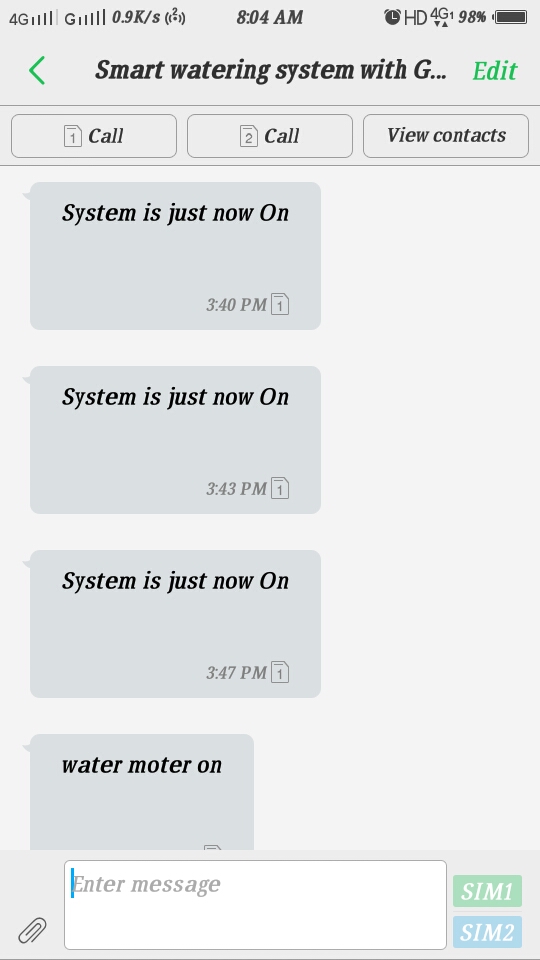 4G G 0.9K/s 2 8:04 AM HD 4G1 98%
Smart watering system with G... Edit
1 Call 2 Call View contacts
System is just now On
3:40 PM 1
System is just now On
3:43 PM 1
System is just now On
3:47 PM 1
water moter on
Enter message
SIM1
SIM2